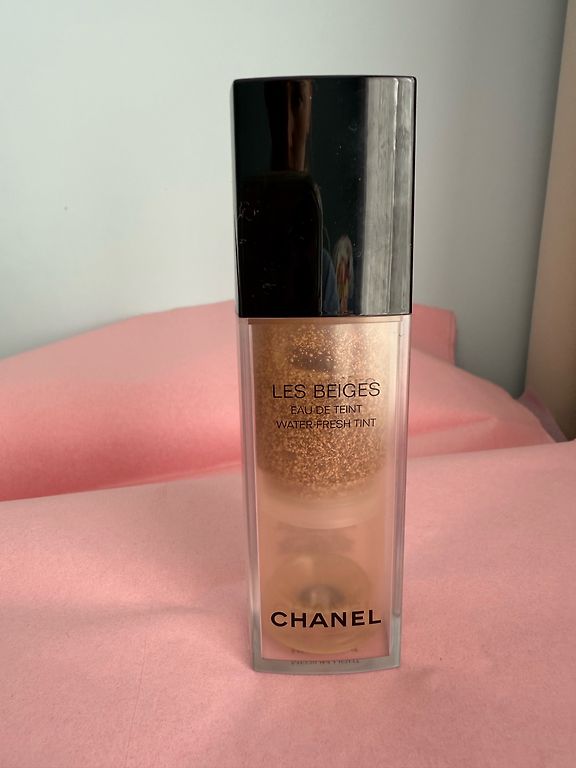 LES BEIGES
EAU DE TEINT
WATER-FRESH TINT
CHANEL